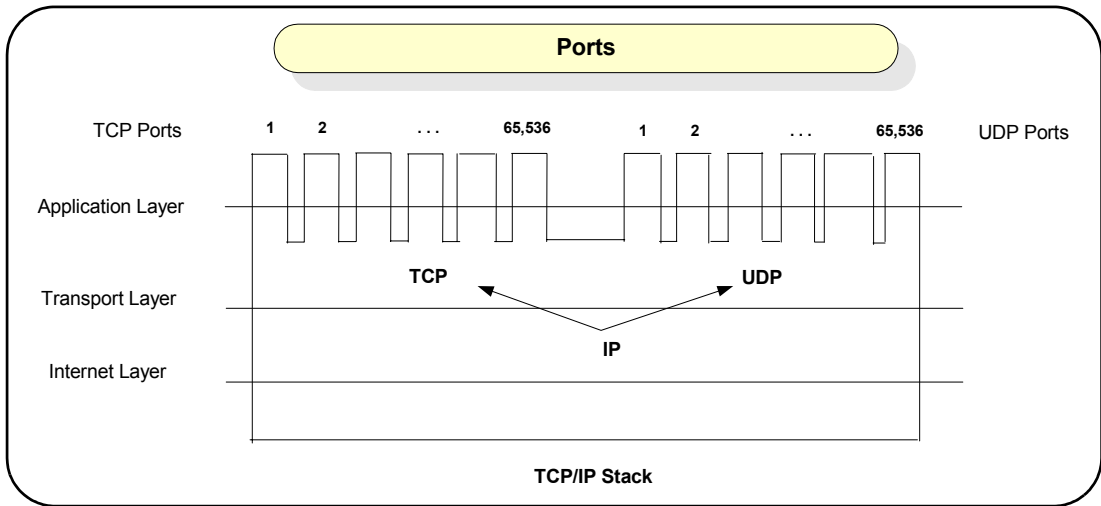 Ports
TCP Ports 1 2 . . . 65,536 1 2 . . . 65,536 UDP Ports
Application Layer
TCP UDP
Transport Layer
IP
Internet Layer
TCP/IP Stack